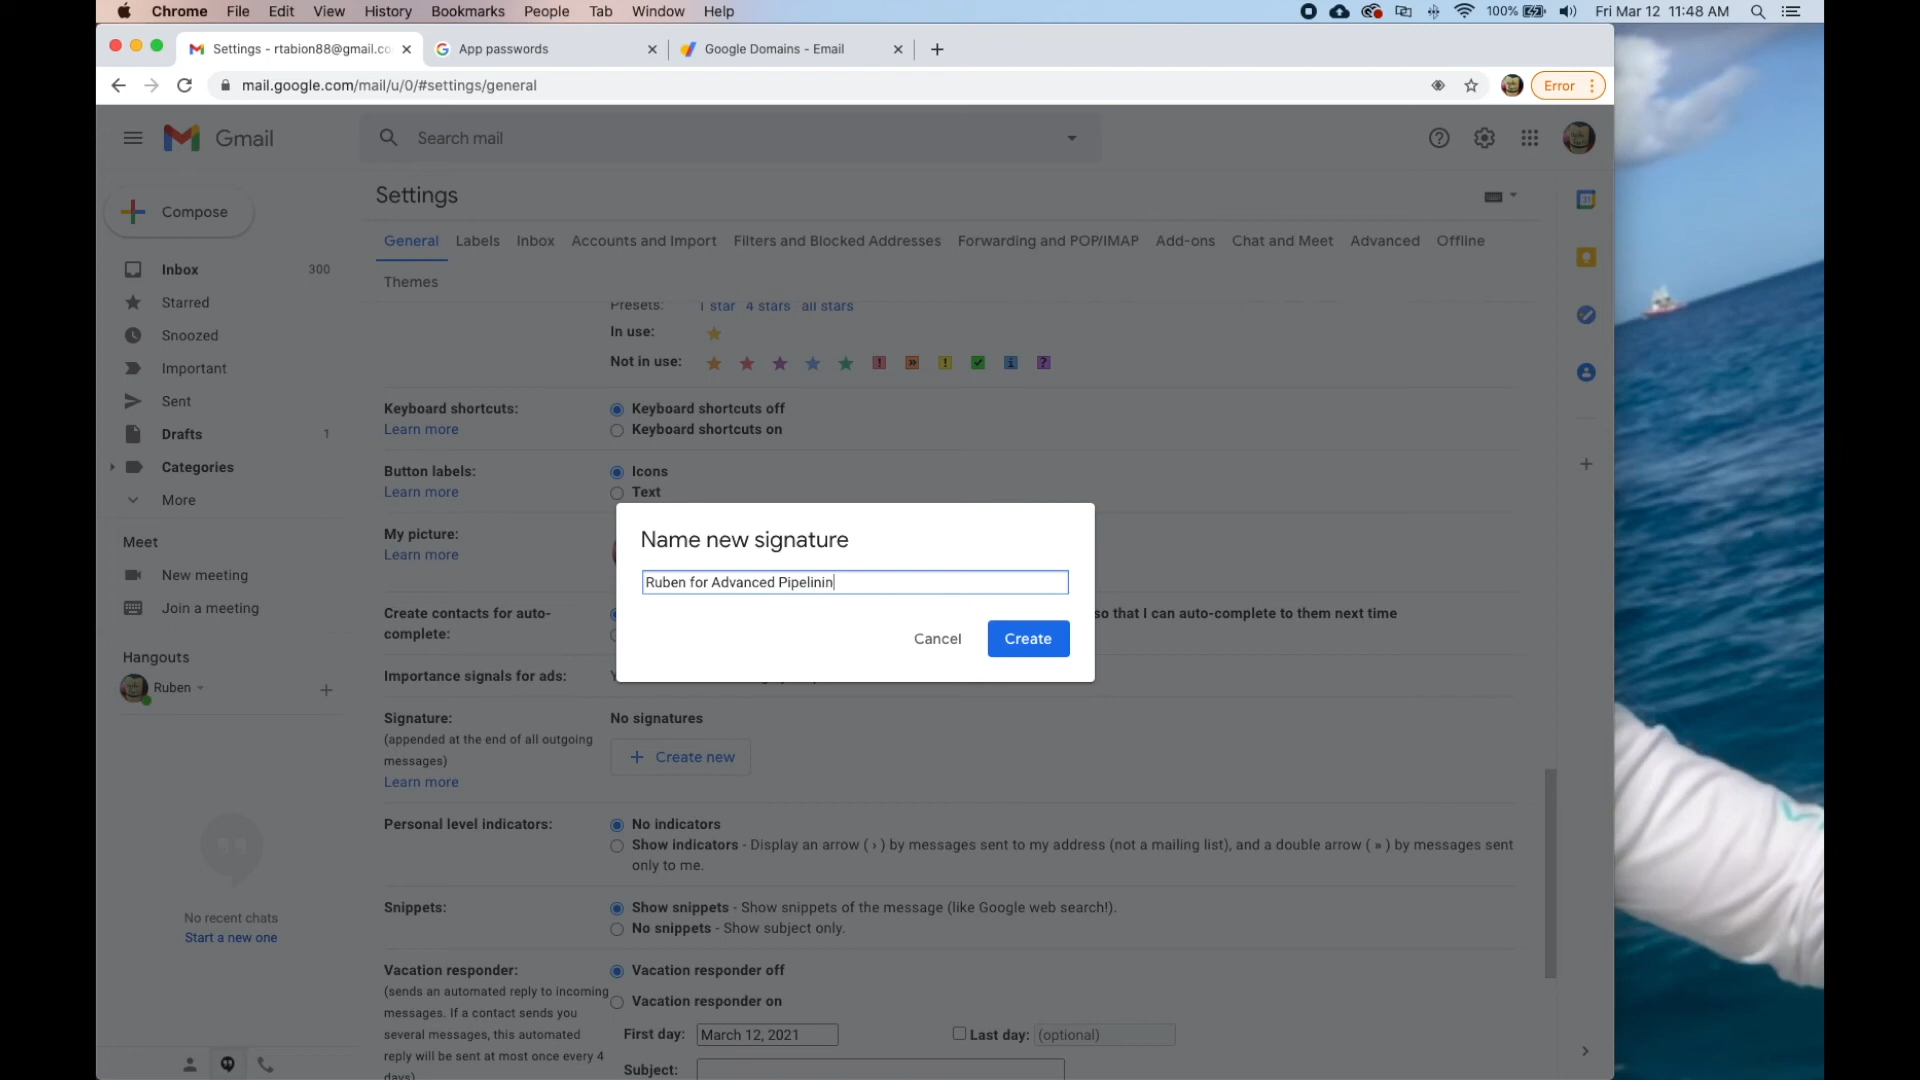 Chrome File Edit View History Bookmarks People Tab Window Help 100% Fri Mar 12 11:48 AM
Settings - rtabion88@gmail.co App passwords Google Domains - Email
mail.google.com/mail/u/0/#settings/general Error
Gmail Search mail
Settings
Compose
General Labels Inbox Accounts and Import Filters and Blocked Addresses Forwarding and POP/IMAP Add-ons Chat and Meet Advanced Offline
Themes
Inbox 300
Starred
Snoozed
Important
Sent
Drafts 1
Categories
More
Meet
New meeting
Join a meeting
Hangouts
Ruben
No recent chats
Start a new one
Presets: 1 star 4 stars all stars
In use:
Not in use:
Keyboard shortcuts: Keyboard shortcuts off
Learn more Keyboard shortcuts on
Button labels: Icons
Learn more Text
My picture:
Learn more
Name new signature
Ruben for Advanced Pipelinin
Cancel Create
Create contacts for auto- so that I can auto-complete to them next time
complete:
Importance signals for ads:
Signature: No signatures
(appended at the end of all outgoing
messages) Create new
Learn more
Personal level indicators: No indicators
Show indicators - Display an arrow ( › ) by messages sent to my address (not a mailing list), and a double arrow ( » ) by messages sent
only to me.
Snippets: Show snippets - Show snippets of the message (like Google web search!).
No snippets - Show subject only.
Vacation responder: Vacation responder off
(sends an automated reply to incoming
messages. If a contact sends you Vacation responder on
several messages, this automated First day: March 12, 2021 Last day: (optional)
reply will be sent at most once every 4
days) Subject: